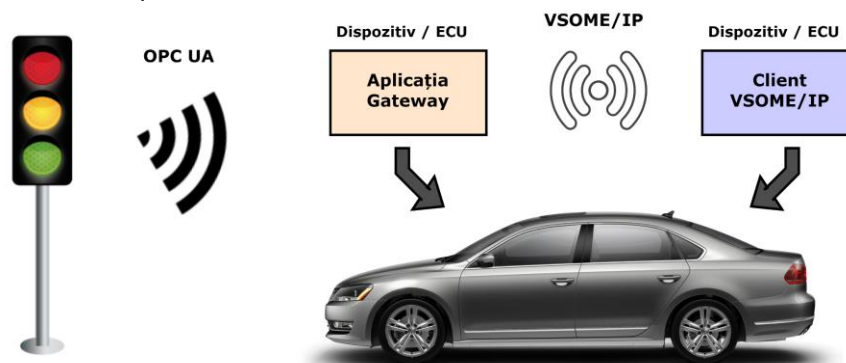 VSOME/IP
Dispozitiv / ECU
Dispozitiv / ECU
OPC UA
Aplicația
Gateway
Client
VSOME/IP